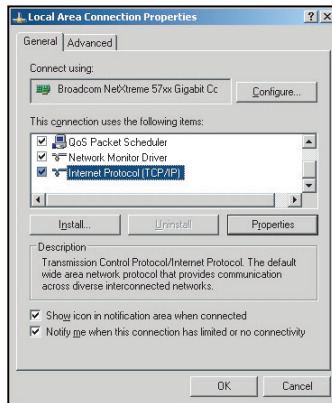 Local Area Connection Properties
General Advanced
Connect using:
Broadcom NetXtreme 57xx Gigabit Cc Configure...
This connection uses the following items:
QoS Packet Scheduler
Network Monitor Driver
Internet Protocol (TCP/IP)
Install... Uninstall Properties
Description
Transmission Control Protocol/Internet Protocol. The default
wide area network protocol that provides communication
across diverse interconnected networks.
Show icon in notification area when connected
Notify me when this connection has limited or no connectivity
OK Cancel